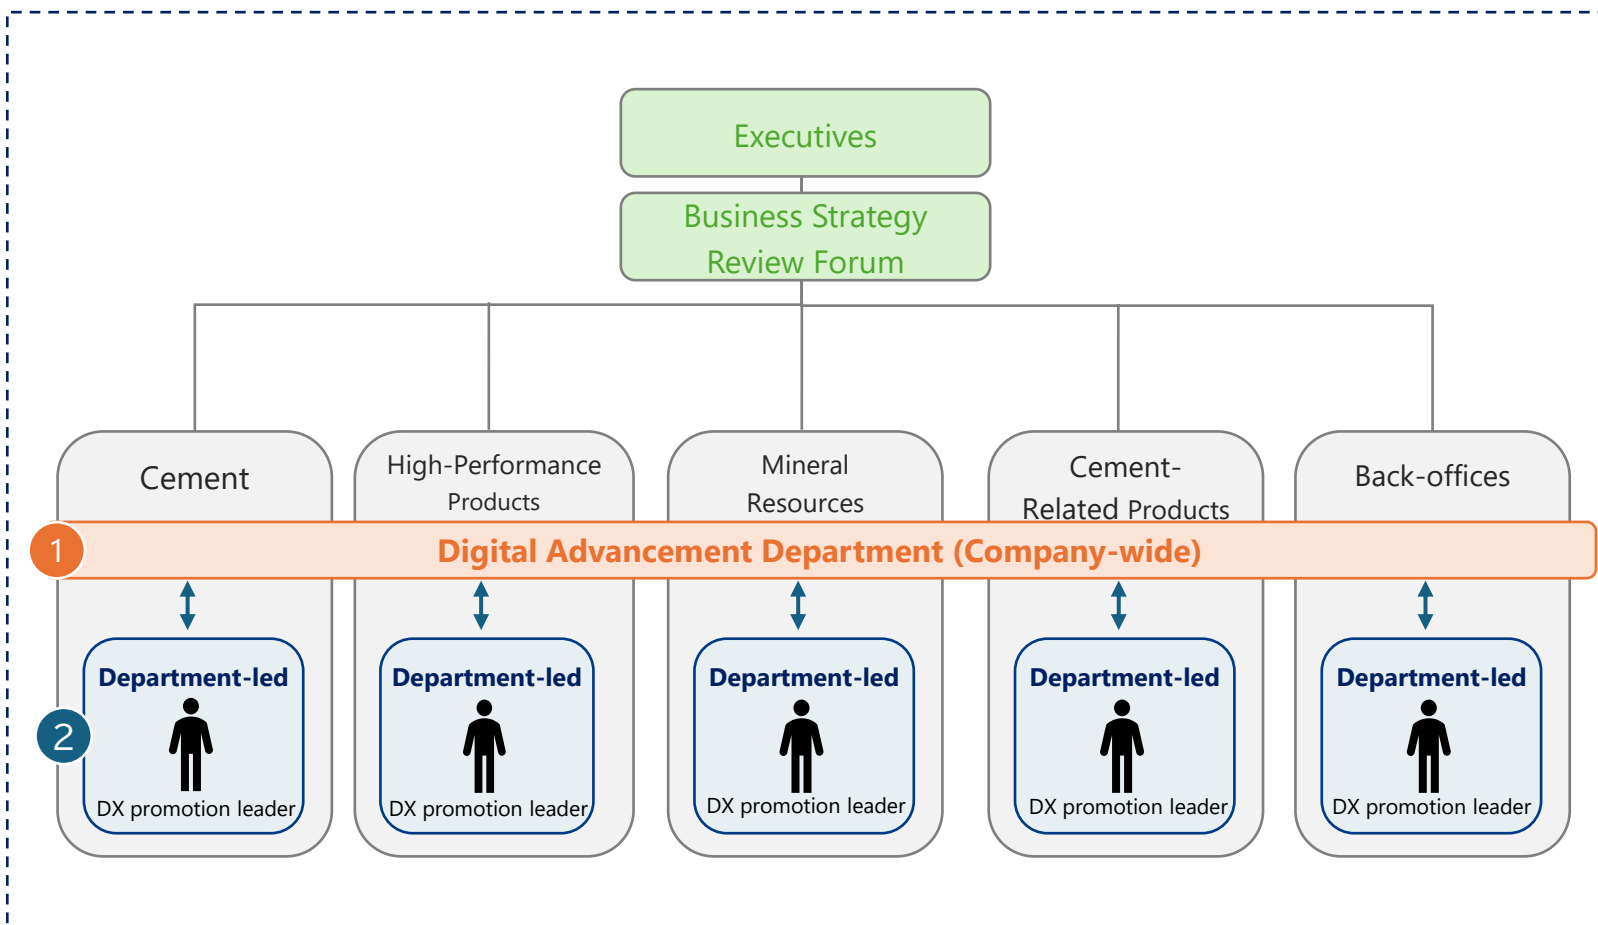 Executives
Business Strategy
Review Forum
Cement
High-Performance
Products
Mineral
Resources
Cement-
Related Products
Back-offices
1
Digital Advancement Department (Company-wide)
2
Department-led
DX promotion leader
Department-led
DX promotion leader
Department-led
DX promotion leader
Department-led
DX promotion leader
Department-led
DX promotion leader